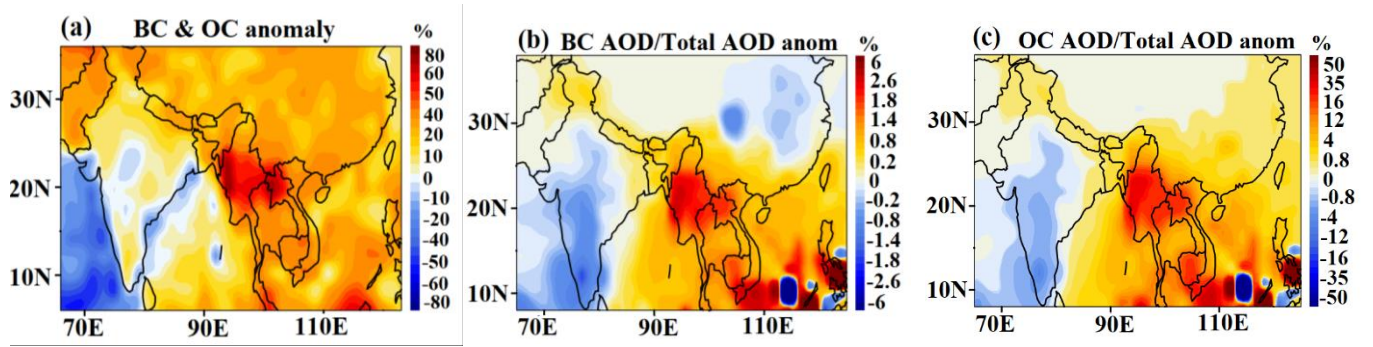 (a) BC & OC anomaly %
80
60
50
40
20
10
0
-10
-20
-50
-60
-80
30N
20N
10N
70E 90E 110E
(b) BC AOD/Total AOD anom %
6
2.6
1.8
1.4
0.8
0.2
0
-0.2
-0.8
-1.4
-1.8
-2.6
-6
30N
20N
10N
70E 90E 110E
(c) OC AOD/Total AOD anom %
50
35
16
12
4
0.8
0
-0.8
-4
-12
-16
-35
-50
30N
20N
10N
70E 90E 110E